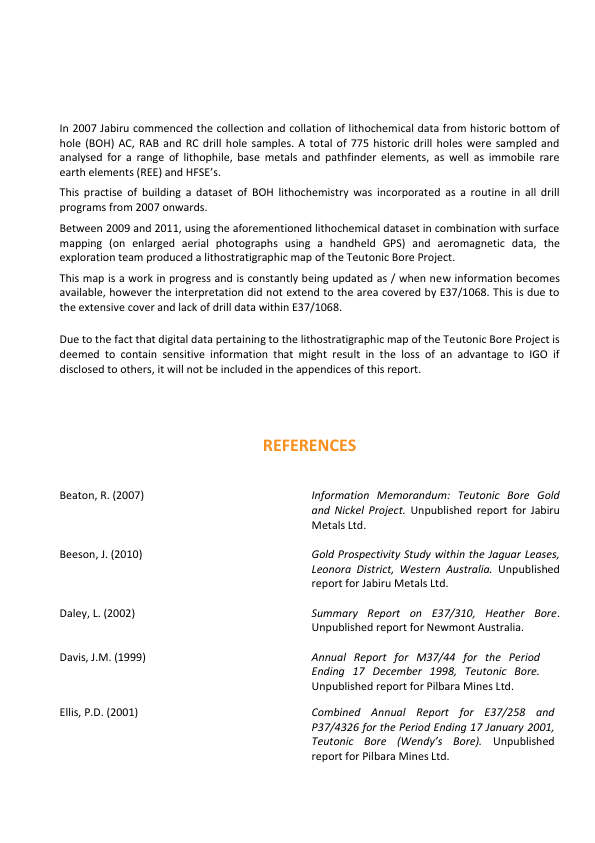 In 2007 Jabiru commenced the collection and collation of lithochemical data from historic bottom of
hole (BOH) AC, RAB and RC drill hole samples. A total of 775 historic drill holes were sampled and
analysed for a range of lithophile, base metals and pathfinder elements, as well as immobile rare
earth elements (REE) and HFSE's.
This practise of building a dataset of BOH lithochemistry was incorporated as a routine in all drill
programs from 2007 onwards.
Between 2009 and 2011, using the aforementioned lithochemical dataset in combination with surface
mapping (on enlarged aerial photographs using a handheld GPS) and aeromagnetic data, the
exploration team produced a lithostratigraphic map of the Teutonic Bore Project.
This map is a work in progress and is constantly being updated as / when new information becomes
available, however the interpretation did not extend to the area covered by E37/1068. This is due to
the extensive cover and lack of drill data within E37/1068.
Due to the fact that digital data pertaining to the lithostratigraphic map of the Teutonic Bore Project is
deemed to contain sensitive information that might result in the loss of an advantage to IGO if
disclosed to others, it will not be included in the appendices of this report.
REFERENCES
Beaton, R. (2007) Information Memorandum: Teutonic Bore Gold
and Nickel Project. Unpublished report for Jabiru
Metals Ltd.
Beeson, J. (2010) Gold Prospectivity Study within the Jaguar Leases,
Leonora District, Western Australia. Unpublished
report for Jabiru Metals Ltd.
Daley, L. (2002) Summary Report on E37/310, Heather Bore.
Unpublished report for Newmont Australia.
Davis, J.M. (1999) Annual Report for M37/44 for the Period
Ending 17 December 1998, Teutonic Bore.
Unpublished report for Pilbara Mines Ltd.
Ellis, P.D. (2001) Combined Annual Report for E37/258 and
P37/4326 for the Period Ending 17 January 2001,
Teutonic Bore (Wendy's Bore). Unpublished
report for Pilbara Mines Ltd.